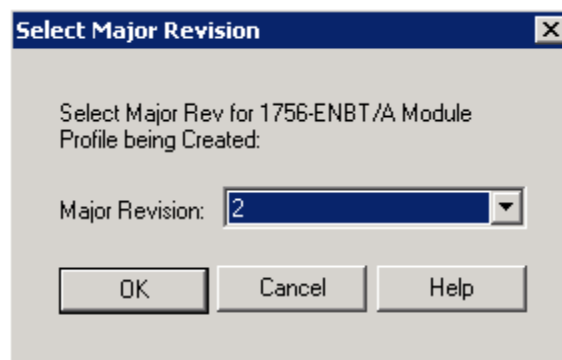 Select Major Revision
Select Major Rev for 1756-ENBT/A Module
Profile being Created:
Major Revision: 2
OK Cancel Help